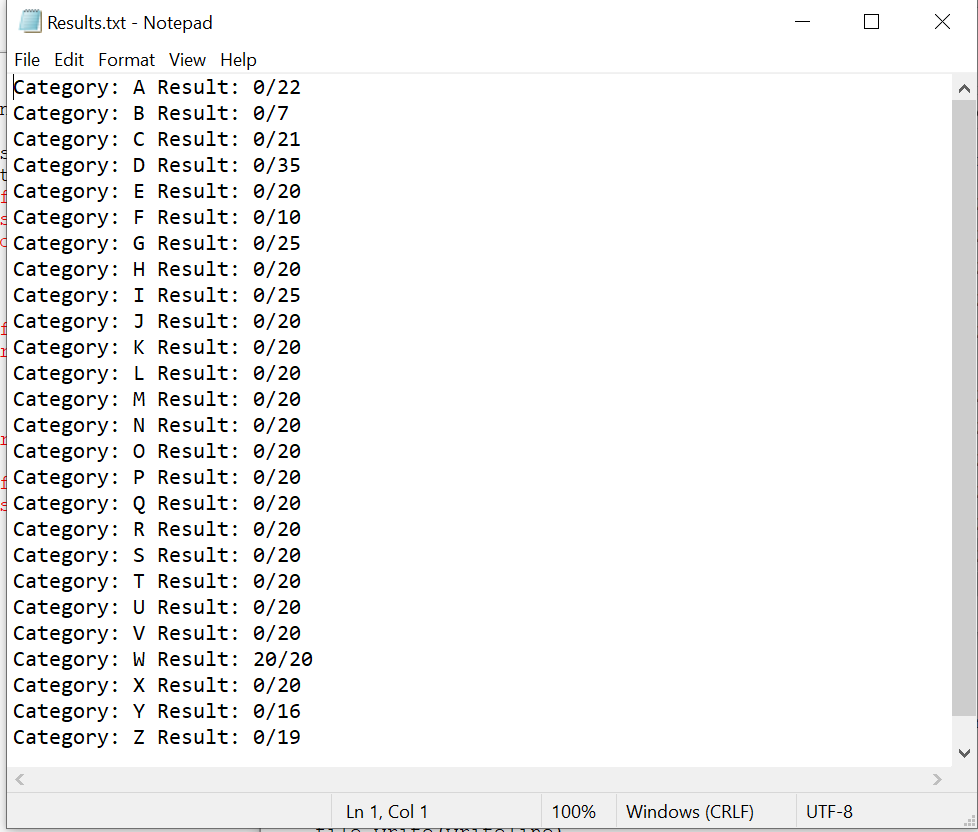 Results.txt - Notepad
File Edit Format View Help
Category: A Result: 0/22
Category: B Result: 0/7
Category: C Result: 0/21
Category: D Result: 0/35
Category: E Result: 0/20
Category: F Result: 0/10
Category: G Result: 0/25
Category: H Result: 0/20
Category: I Result: 0/25
Category: J Result: 0/20
Category: K Result: 0/20
Category: L Result: 0/20
Category: M Result: 0/20
Category: N Result: 0/20
Category: O Result: 0/20
Category: P Result: 0/20
Category: Q Result: 0/20
Category: R Result: 0/20
Category: S Result: 0/20
Category: T Result: 0/20
Category: U Result: 0/20
Category: V Result: 0/20
Category: W Result: 20/20
Category: X Result: 0/20
Category: Y Result: 0/16
Category: Z Result: 0/19
Ln 1, Col 1 100% Windows (CRLF) UTF-8